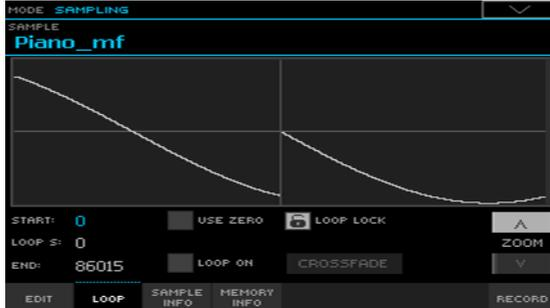 MODE SAMPLING
SAMPLE
Piano_mf
START: 0 USE ZERO LOOP LOCK
LOOP S: 0 ZOOM
END: 86015 LOOP ON CROSSFADE
EDIT LOOP SAMPLE INFO MEMORY INFO RECORD